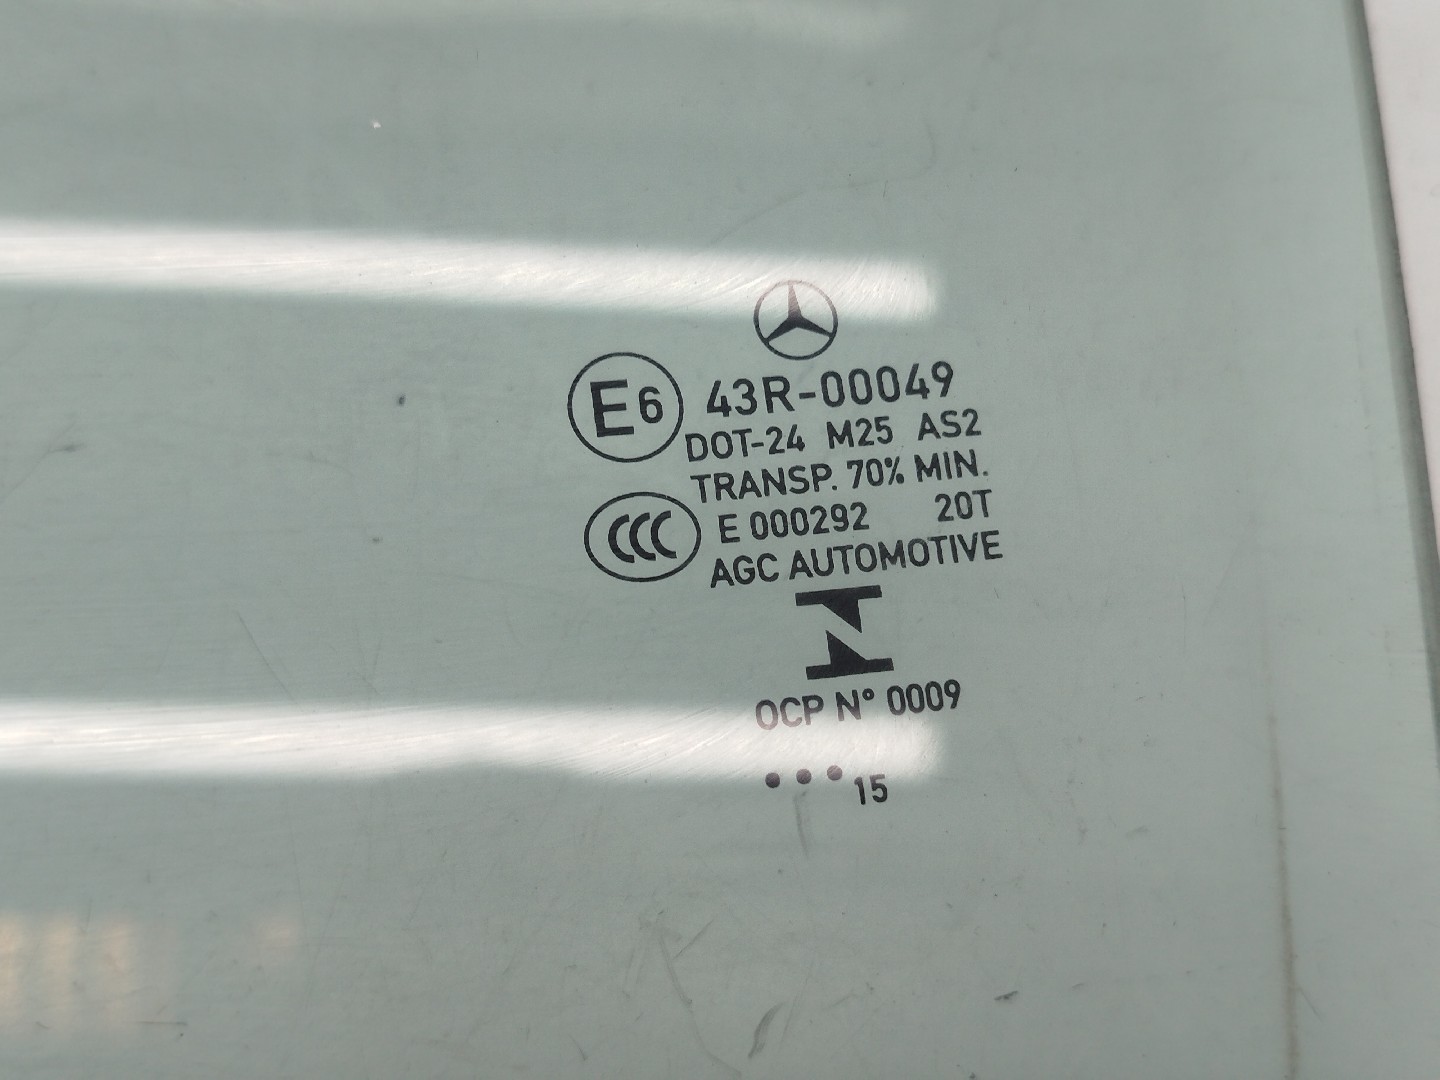 E6 43R-00049
DOT-24 M25 AS2
TRANSP. 70% MIN.
CCC E 000292 20T
AGC AUTOMOTIVE
OCP N° 0009
•••15